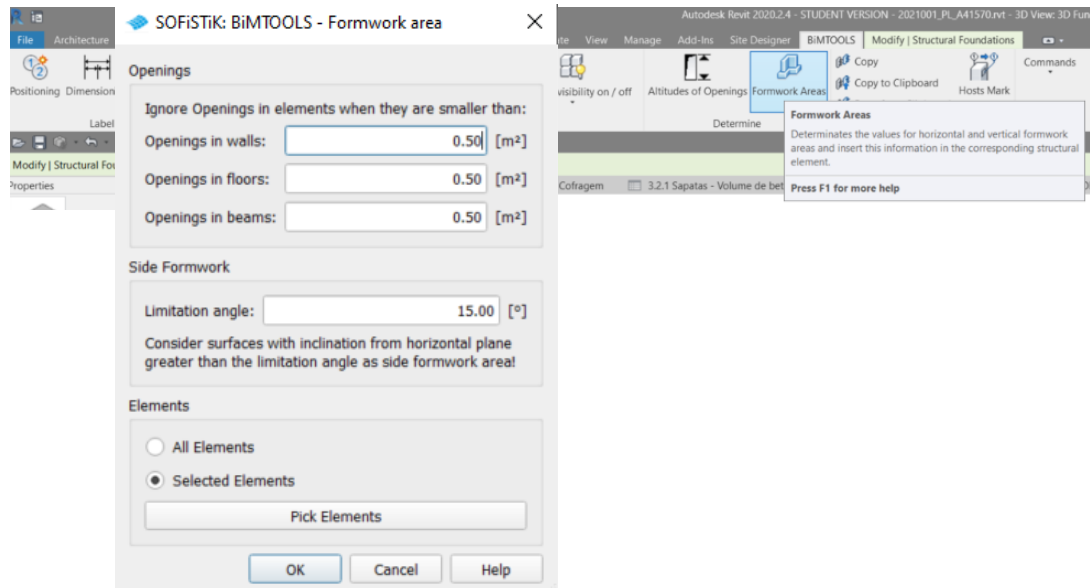 SOFiSTiK: BiMTOOLS - Formwork area
Openings
Ignore Openings in elements when they are smaller than:
Openings in walls: 0.50 [m²]
Openings in floors: 0.50 [m²]
Openings in beams: 0.50 [m²]
Side Formwork
Limitation angle: 15.00 [°]
Consider surfaces with inclination from horizontal plane
greater than the limitation angle as side formwork area!
Elements
All Elements
Selected Elements
Pick Elements
OK Cancel Help
File Architecture
Positioning Dimension
Label
Modify | Structural Fou
Properties
Autodesk Revit 2020.2.4 - STUDENT VERSION - 2021001_PL_A41570.rvt - 3D View: 3D Fun
View Manage Add-Ins Site Designer BiMTOOLS Modify | Structural Foundations
visibility on / off Altitudes of Openings Formwork Areas
Copy
Copy to Clipboard
Hosts Mark
Commands
Determine
Formwork Areas
Determinates the values for horizontal and vertical formwork
areas and insert this information in the corresponding structural
element.
Press F1 for more help
Cofragem 3.2.1 Sapatas - Volume de bet